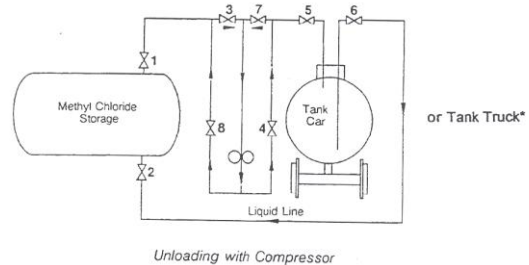 3 7 5 6
1
Methyl Chloride
Storage
Tank
Car
or Tank Truck*
8 4
2
Liquid Line
Unloading with Compressor